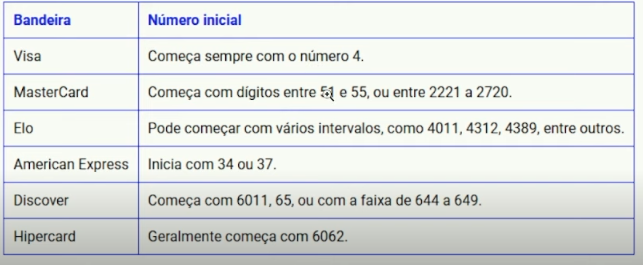 Bandeira Número inicial
Visa Começa sempre com o número 4.
MasterCard Começa com dígitos entre 51 e 55, ou entre 2221 a 2720.
Elo Pode começar com vários intervalos, como 4011, 4312, 4389, entre outros.
American Express Inicia com 34 ou 37.
Discover Começa com 6011, 65, ou com a faixa de 644 a 649.
Hipercard Geralmente começa com 6062.